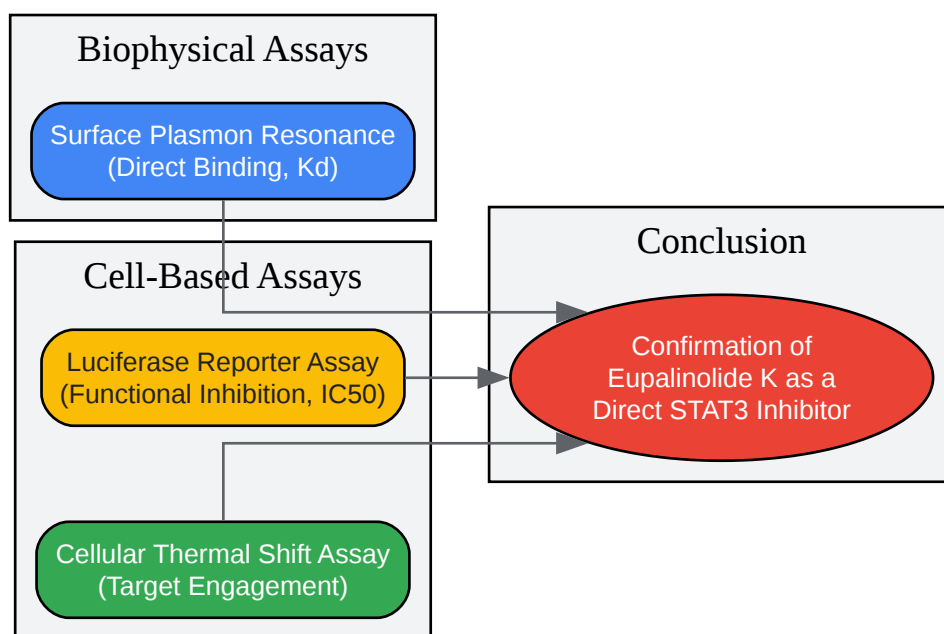 Biophysical Assays
Surface Plasmon Resonance
(Direct Binding, Kd)
Cell-Based Assays
Luciferase Reporter Assay
(Functional Inhibition, IC50)
Cellular Thermal Shift Assay
(Target Engagement)
Conclusion
Confirmation of
Eupalinolide K as a
Direct STAT3 Inhibitor